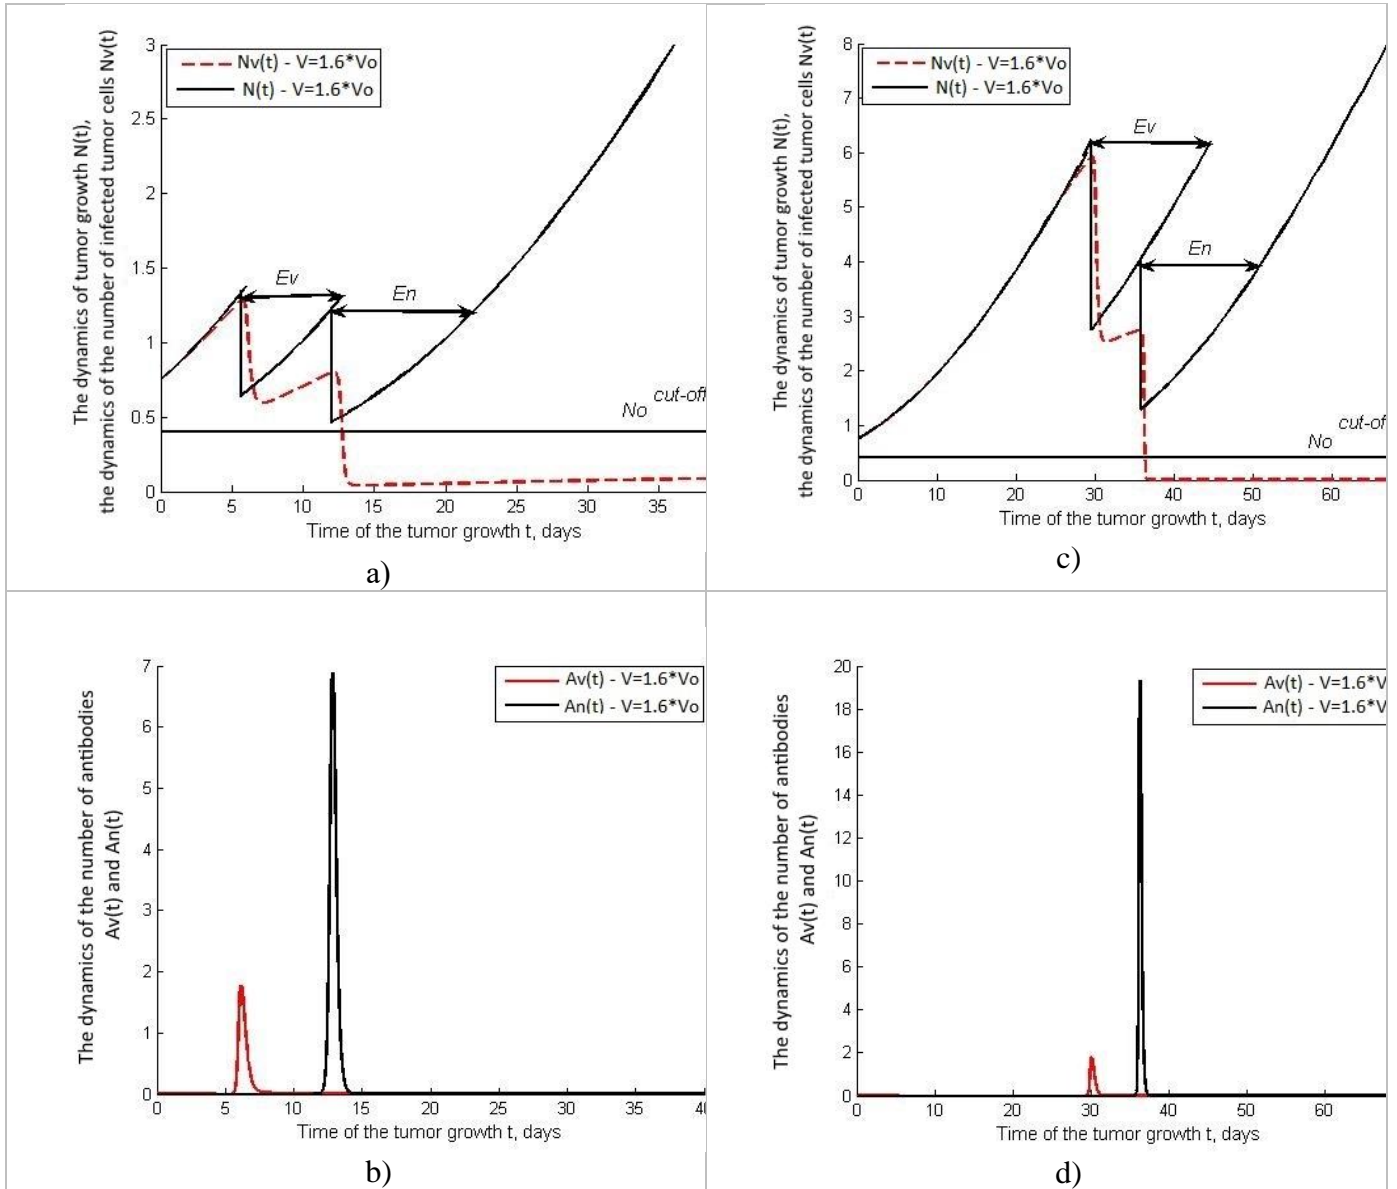 The dynamics of tumor growth N(t),
the dynamics of the number of infected tumor cells Nv(t)
3
2.5
2
1.5
1
0.5
0
Nv(t) - V=1.6*Vo
N(t) - V=1.6*Vo
Ev
En
No cut-off
0 5 10 15 20 25 30 35
Time of the tumor growth t, days
a)
The dynamics of tumor growth N(t),
the dynamics of the number of infected tumor cells Nv(t)
8
7
6
5
4
3
2
1
0
Nv(t) - V=1.6*Vo
N(t) - V=1.6*Vo
Ev
En
No cut-of
0 10 20 30 40 50 60
Time of the tumor growth t, days
c)
The dynamics of the number of antibodies
Av(t) and An(t)
7
6
5
4
3
2
1
0
Av(t) - V=1.6*Vo
An(t) - V=1.6*Vo
0 5 10 15 20 25 30 35 4
Time of the tumor growth t, days
b)
The dynamics of the number of antibodies
Av(t) and An(t)
20
18
16
14
12
10
8
6
4
2
0
Av(t) - V=1.6*V
An(t) - V=1.6*V
0 10 20 30 40 50 60
Time of the tumor growth t, days
d)